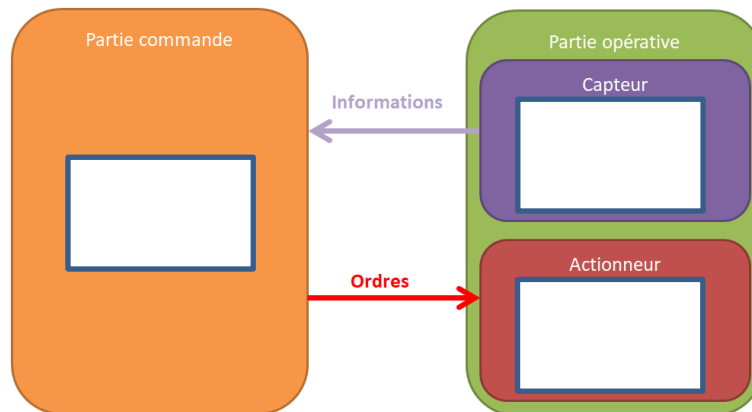 Partie commande
Partie opérative
Capteur
Informations
Actionneur
Ordres